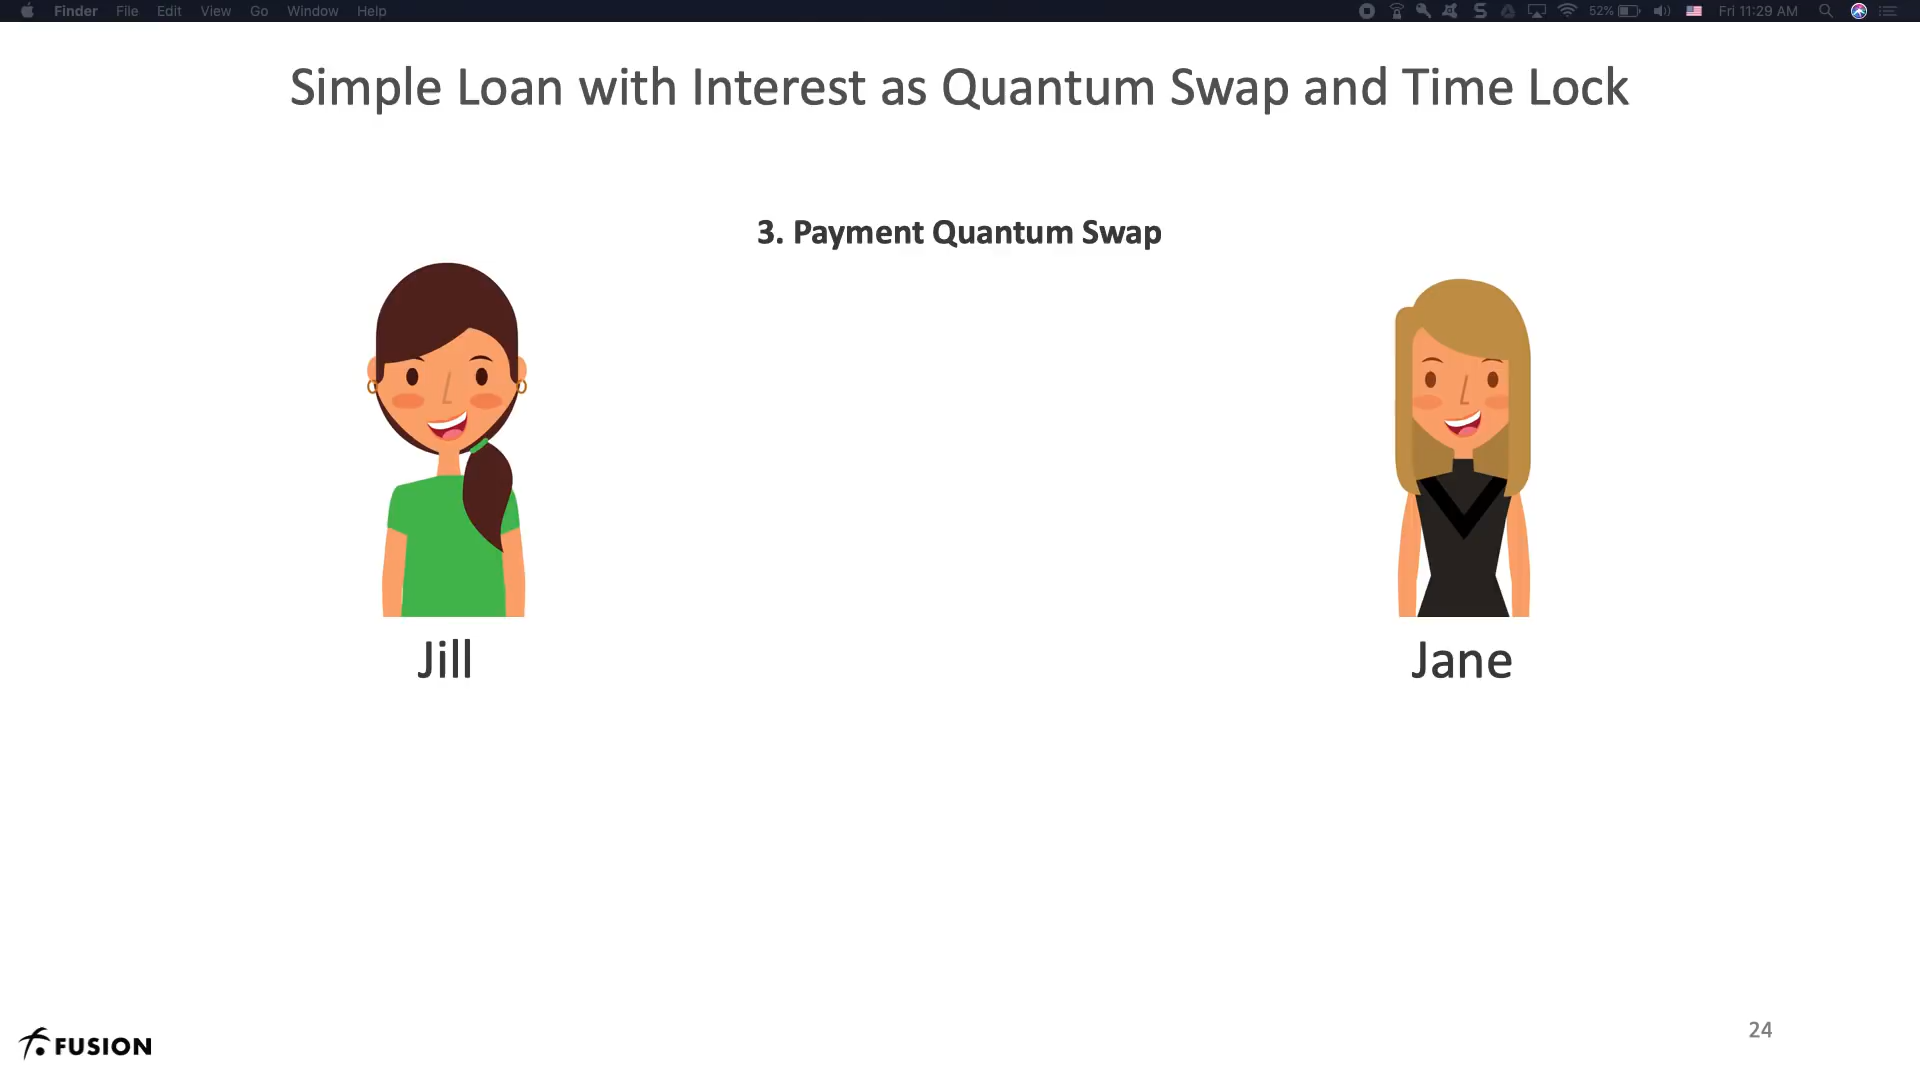 Finder File Edit View Go Window Help 52% Fri 11:29 AM
Simple Loan with Interest as Quantum Swap and Time Lock
3. Payment Quantum Swap
Jill
Jane
24
FUSION